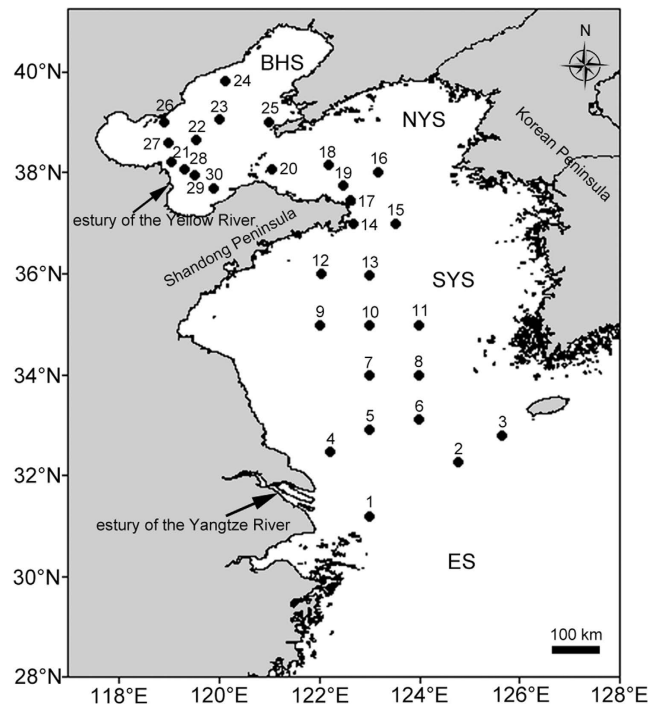 N
BHS
40°N
24
26
23
25
NYS
22
27
18
16
38°N
21
28
19
20
30
29
17
estury of the Yellow River
14
15
Korean Peninsula
Shandong Peninsula
36°N
12
13
SYS
9
10
11
34°N
7
8
6
5
3
4
2
32°N
1
estury of the Yangtze River
30°N
ES
100 km
28°N
118°E
120°E
122°E
124°E
126°E
128°E